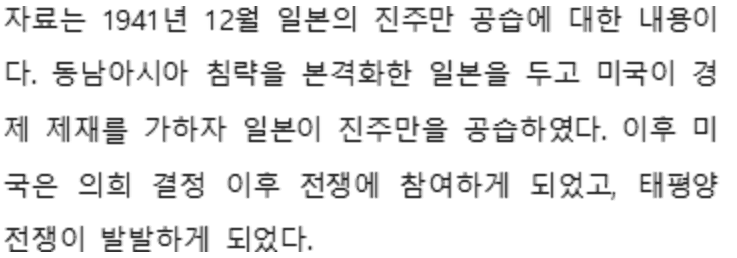 자료는 1941년 12월 일본의 진주만 공습에 대한 내용이
다. 동남아시아 침략을 본격화한 일본을 두고 미국이 경
제 제재를 가하자 일본이 진주만을 공습하였다. 이후 미
국은 의희 결정 이후 전쟁에 참여하게 되었고, 태평양
전쟁이 발발하게 되었다.